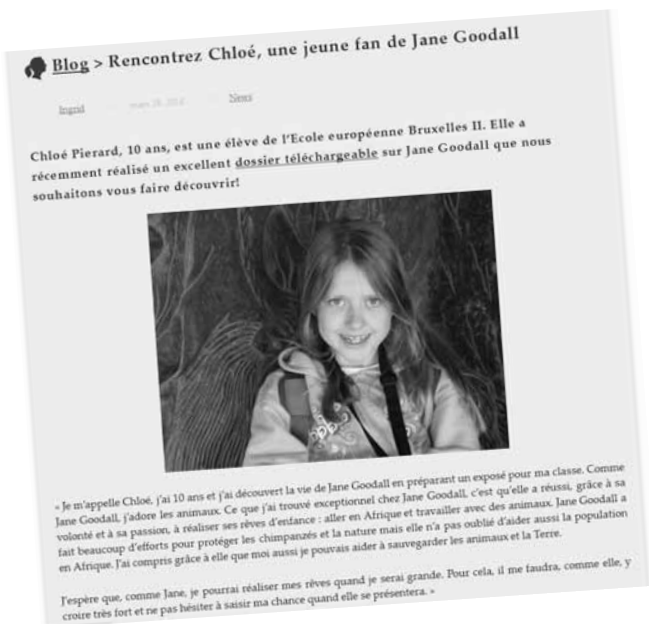 Blog > Rencontrez Chloé, une jeune fan de Jane Goodall
Ingrid mars 28, News
Chloé Pierard, 10 ans, est une élève de l'Ecole européenne Bruxelles II. Elle a
récemment réalisé un excellent dossier téléchargeable sur Jane Goodall que nous
souhaitons vous faire découvrir!
« Je m'appelle Chloé, j'ai 10 ans et j'ai découvert la vie de Jane Goodall en préparant un exposé pour ma classe. Comme
Jane Goodall, j'adore les animaux. Ce que j'ai trouvé exceptionnel chez Jane Goodall, c'est qu'elle a réussi, grâce à sa
volonté et à sa passion, à réaliser ses rêves d'enfance : aller en Afrique et travailler avec des animaux. Jane Goodall a
fait beaucoup d'efforts pour protéger les chimpanzés et la nature mais elle n'a pas oublié d'aider aussi la population
en Afrique. J'ai compris grâce à elle que moi aussi je pouvais aider à sauvegarder les animaux et la Terre.
J'espère que, comme Jane, je pourrai réaliser mes rêves quand je serai grande. Pour cela, il me faudra, comme elle, y
croire très fort et ne pas hésiter à saisir ma chance quand elle se présentera. »